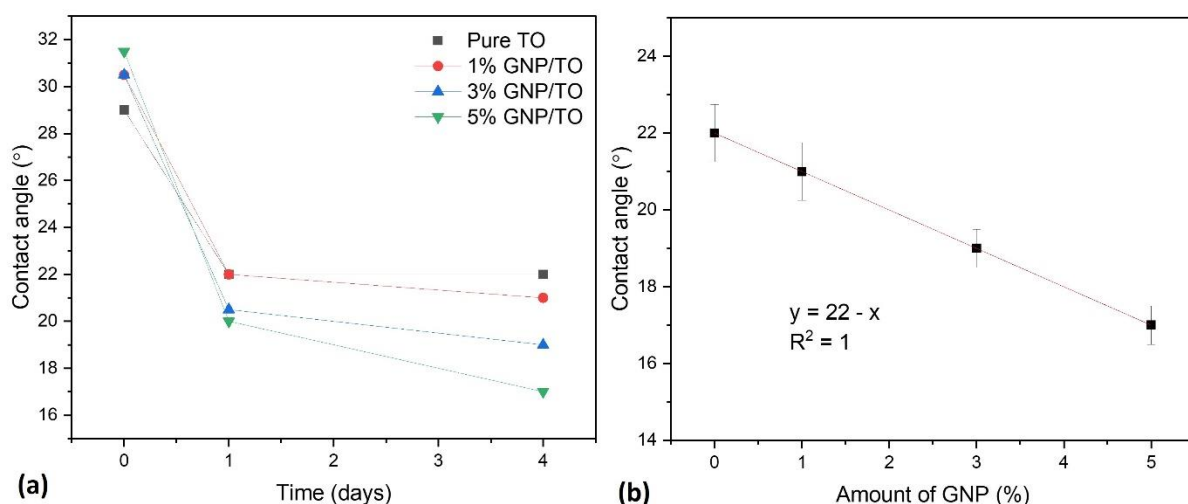 32
30
28
26
24
22
20
18
16
Contact angle (°)
Pure TO
1% GNP/TO
3% GNP/TO
5% GNP/TO
0
1
2
3
4
Time (days)
(a)
24
22
20
18
16
14
Contact angle (°)
y = 22 - x
R² = 1
0
1
2
3
4
5
Amount of GNP (%)
(b)